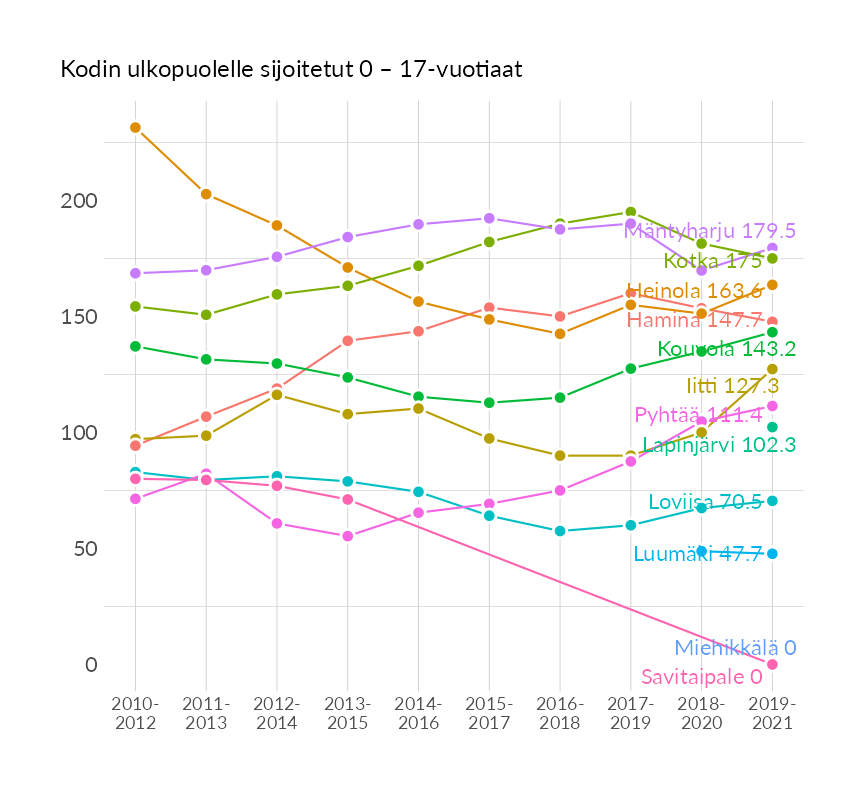 Kodin ulkopuolelle sijoitetut 0 – 17-vuotiaat
200
150
100
50
0
Mäntyharju 179.5
Kotka 175
Heinola 163.6
Hamina 147.7
Kouvola 143.2
Iitti 127.3
Pyhtää 111.4
Lapinjärvi 102.3
Loviisa 70.5
Luumäki 47.7
Miehikkälä 0
Savitaipale 0
2010-
2012
2011-
2013
2012-
2014
2013-
2015
2014-
2016
2015-
2017
2016-
2018
2017-
2019
2018-
2020
2019-
2021